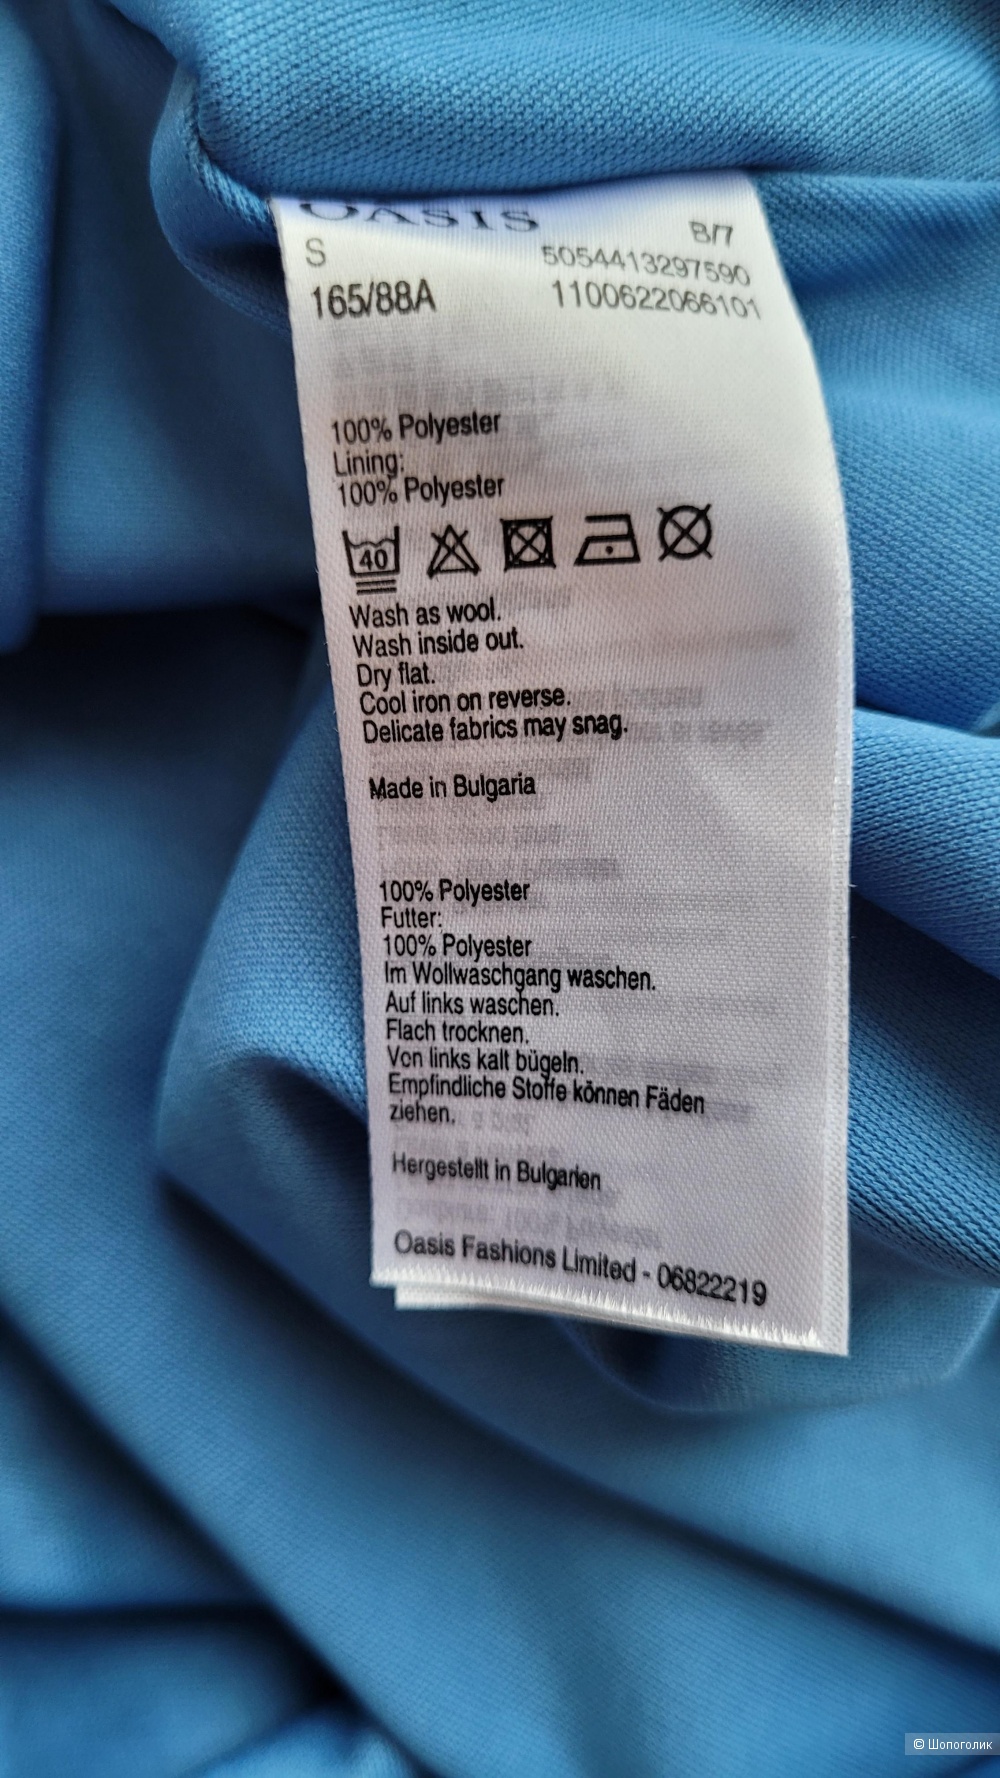 OASIS
S
B/7
5054413297590
165/88A
1100622066101
100% Polyester
Lining:
100% Polyester
40
Wash as wool.
Wash inside out.
Dry flat.
Cool iron on reverse.
Delicate fabrics may snag.
Made in Bulgaria
100% Polyester
Futter:
100% Polyester
Im Wollwaschgang waschen.
Auf links waschen.
Flach trocknen.
Von links kalt bügeln.
Empfindliche Stoffe können Fäden
ziehen.
Hergestellt in Bulgarien
Oasis Fashions Limited - 06822219
© Шопоголик